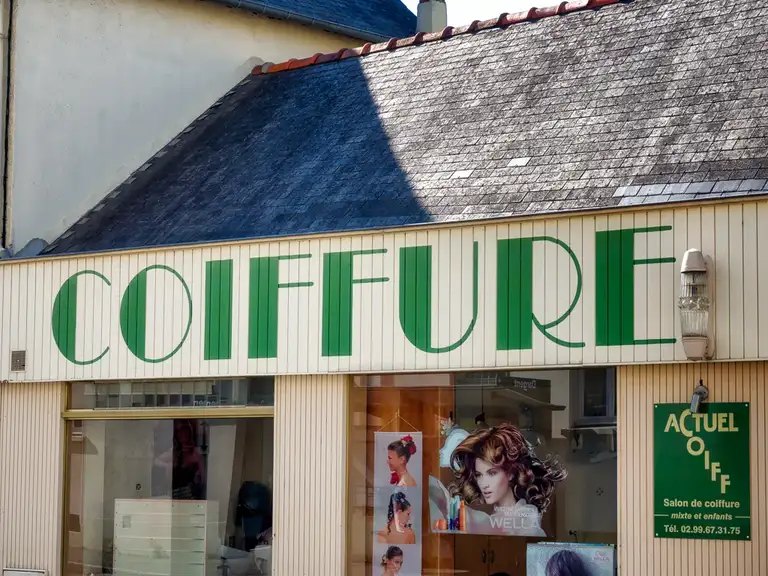 COIFFURE
ACTUEL
COIFF
Salon de coiffure
mixte et enfants
Tél. 02.99.67.31.75
WELLA